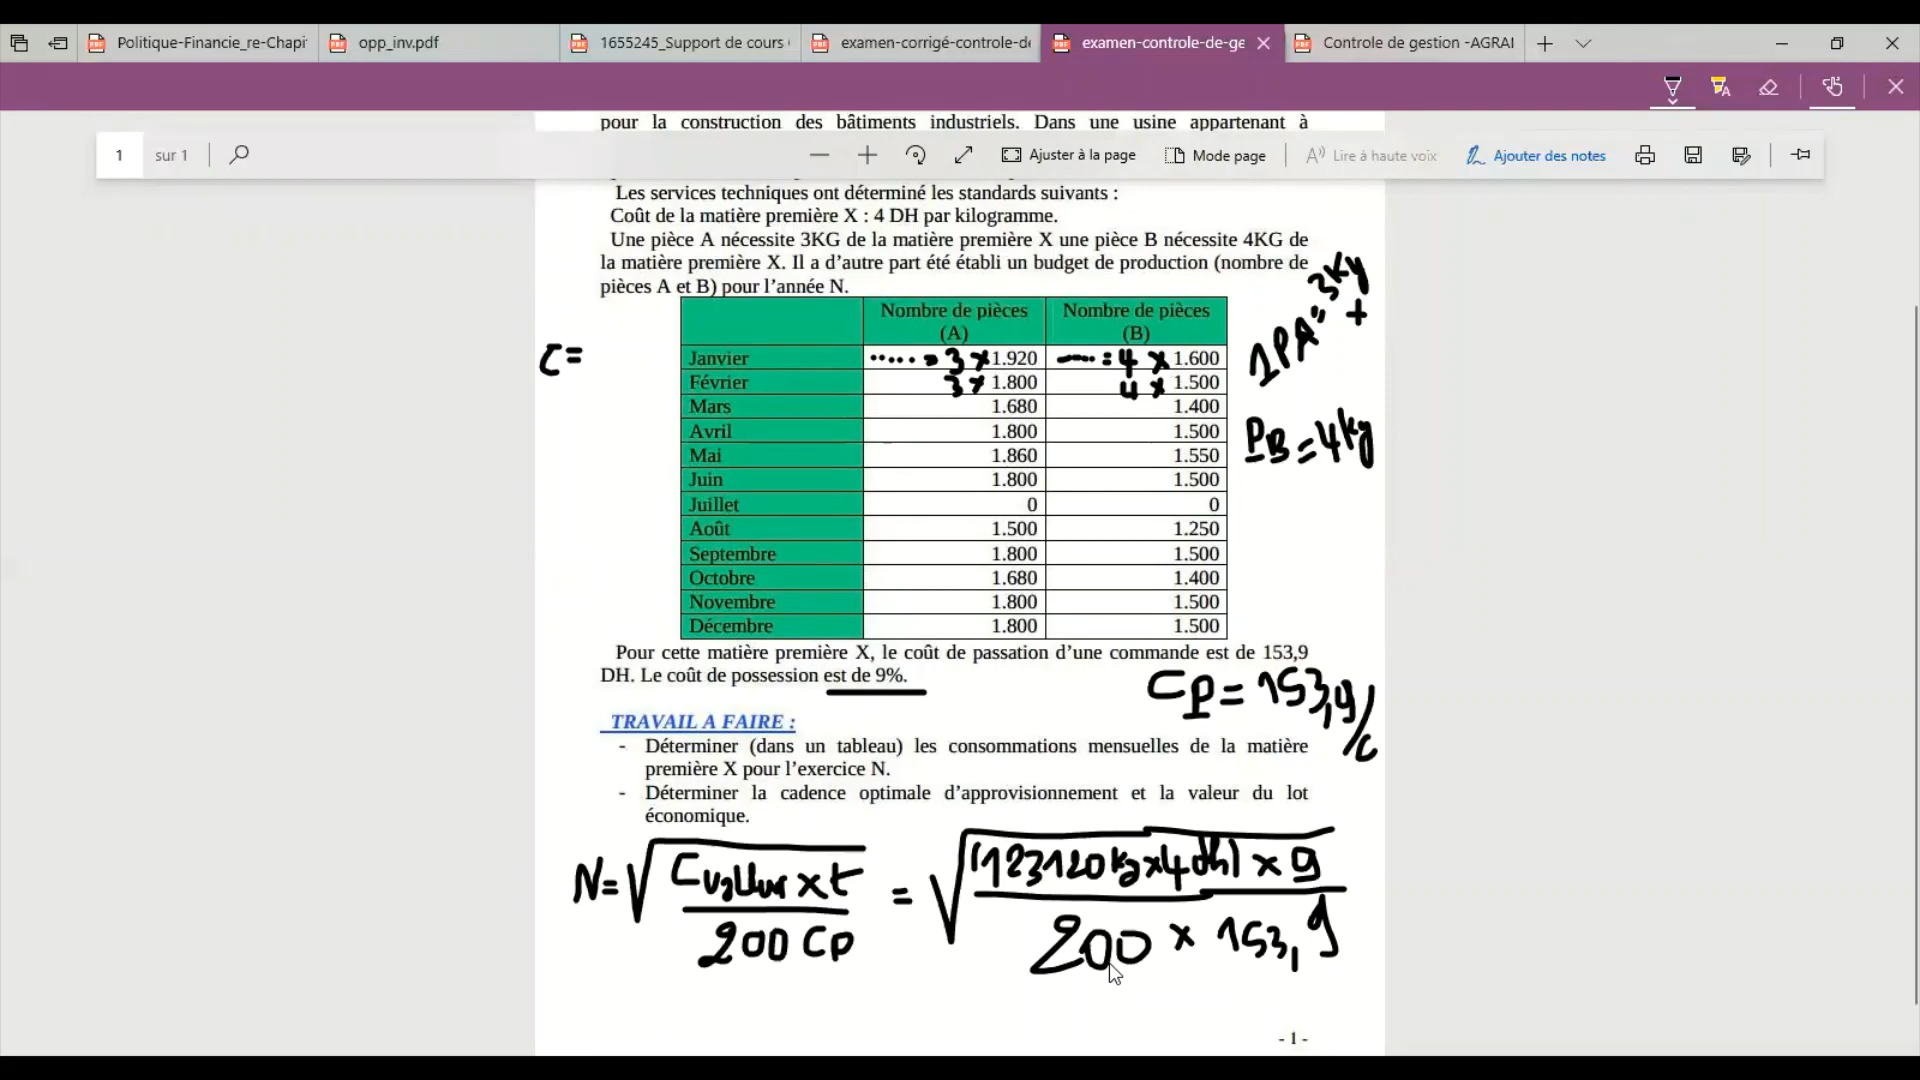 Politique-Financie_re-Chapi
opp_inv.pdf
1655245_Support de cours
examen-corrigé-controle-de
examen-controle-de-ge
Controle de gestion -AGRAI
pour la construction des bâtiments industriels. Dans une usine appartenant à
1 sur 1
Ajuster à la page
Mode page
Lire à haute voix
Ajouter des notes
Les services techniques ont déterminé les standards suivants :
Coût de la matière première X : 4 DH par kilogramme.
Une pièce A nécessite 3KG de la matière première X une pièce B nécessite 4KG de
la matière première X. Il a d'autre part été établi un budget de production (nombre de
pièces A et B) pour l'année N.
1PA = 3Kg +
PB = 4kg
C =
Nombre de pièces (A) Nombre de pièces (B)
Janvier ..... = 3 x 1.920 = 4 x 1.600
Février 3 x 1.800 4 x 1.500
Mars 1.680 1.400
Avril 1.800 1.500
Mai 1.860 1.550
Juin 1.800 1.500
Juillet 0 0
Août 1.500 1.250
Septembre 1.800 1.500
Octobre 1.680 1.400
Novembre 1.800 1.500
Décembre 1.800 1.500
Pour cette matière première X, le coût de passation d'une commande est de 153,9
DH. Le coût de possession est de 9%.
CP = 153,9/c
TRAVAIL A FAIRE :
- Déterminer (dans un tableau) les consommations mensuelles de la matière
première X pour l'exercice N.
- Déterminer la cadence optimale d'approvisionnement et la valeur du lot
économique.
N = √ C valeur x t / 200 CP = √ (123120 kg x 4 dh) x 9 / 200 x 153,9
- 1 -